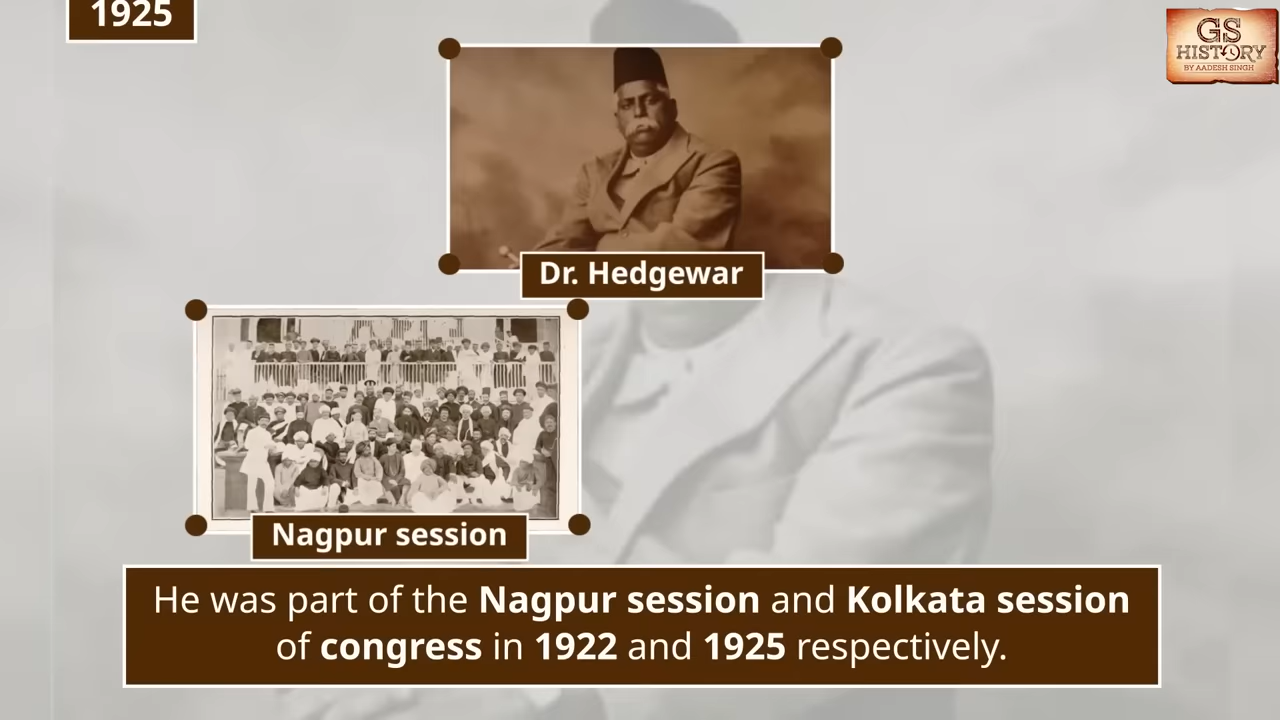 1925
GS
HISTORY
BY AADESH SINGH
Dr. Hedgewar
Nagpur session
He was part of the Nagpur session and Kolkata session
of congress in 1922 and 1925 respectively.